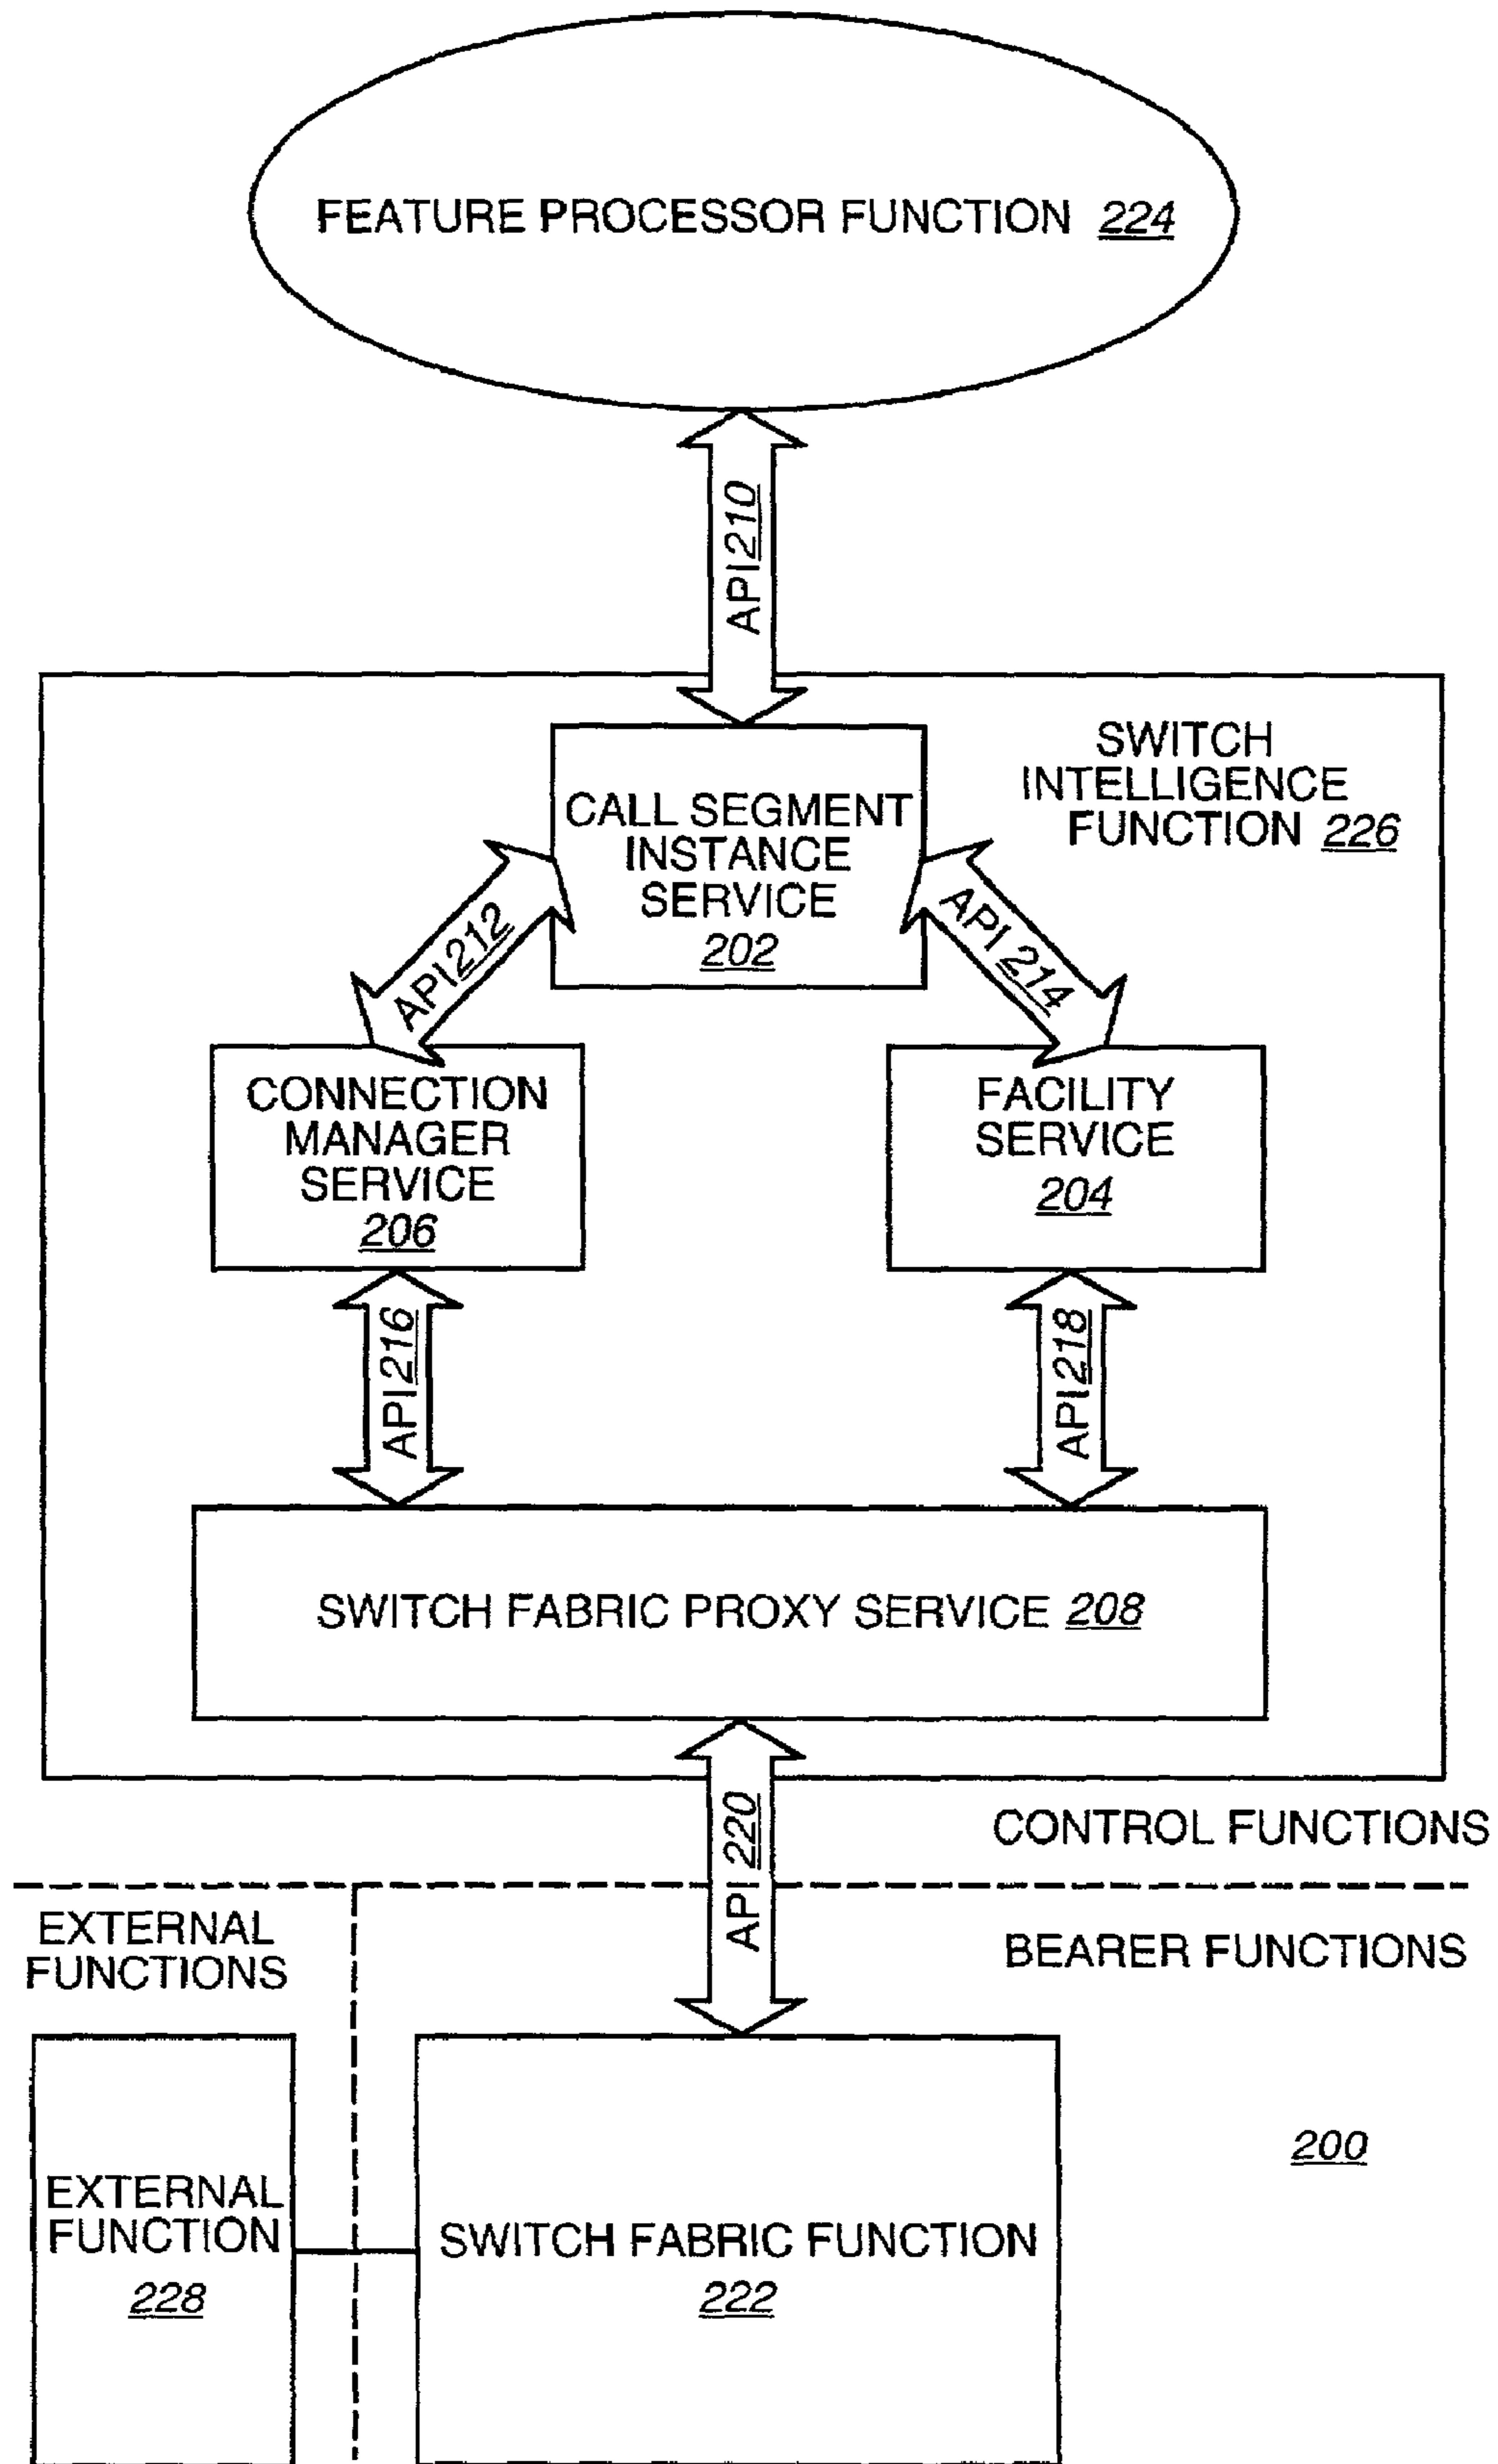 FEATURE PROCESSOR FUNCTION 224
API 210
SWITCH
INTELLIGENCE
FUNCTION 226
CALL SEGMENT
INSTANCE
SERVICE
202
API 212
API 214
CONNECTION
MANAGER
SERVICE
206
FACILITY
SERVICE
204
API 216
API 218
SWITCH FABRIC PROXY SERVICE 208
API 220
CONTROL FUNCTIONS
EXTERNAL
FUNCTIONS
BEARER FUNCTIONS
200
EXTERNAL
FUNCTION
228
SWITCH FABRIC FUNCTION
222